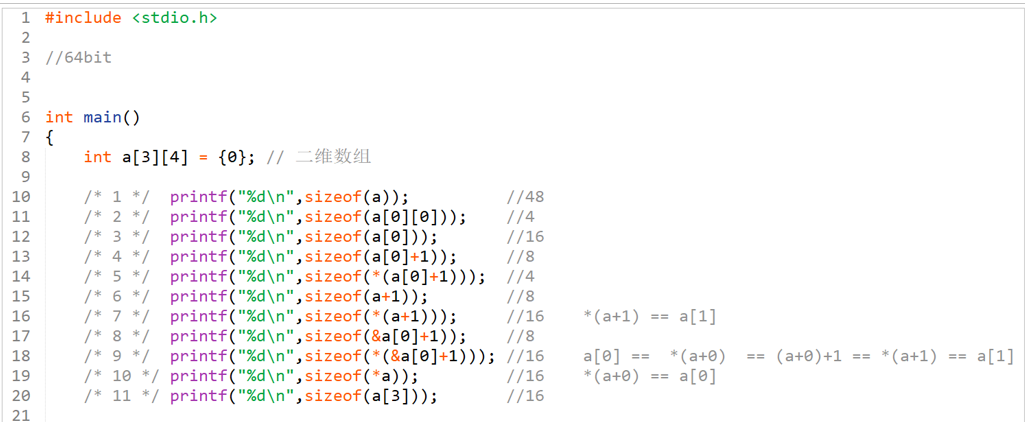 1 #include <stdio.h>
2
3 //64bit
4
5
6 int main()
7 {
8     int a[3][4] = {0}; // 二维数组
9
10     /* 1 */  printf("%d\n",sizeof(a));          //48
11     /* 2 */  printf("%d\n",sizeof(a[0][0]));    //4
12     /* 3 */  printf("%d\n",sizeof(a[0]));       //16
13     /* 4 */  printf("%d\n",sizeof(a[0]+1));     //8
14     /* 5 */  printf("%d\n",sizeof(*(a[0]+1)));  //4
15     /* 6 */  printf("%d\n",sizeof(a+1));        //8
16     /* 7 */  printf("%d\n",sizeof(*(a+1)));     //16    *(a+1) == a[1]
17     /* 8 */  printf("%d\n",sizeof(&a[0]+1));    //8
18     /* 9 */  printf("%d\n",sizeof(*(&a[0]+1))); //16    a[0] ==  *(a+0)  == (a+0)+1 == *(a+1) == a[1]
19     /* 10 */ printf("%d\n",sizeof(*a));         //16    *(a+0) == a[0]
20     /* 11 */ printf("%d\n",sizeof(a[3]));       //16
21